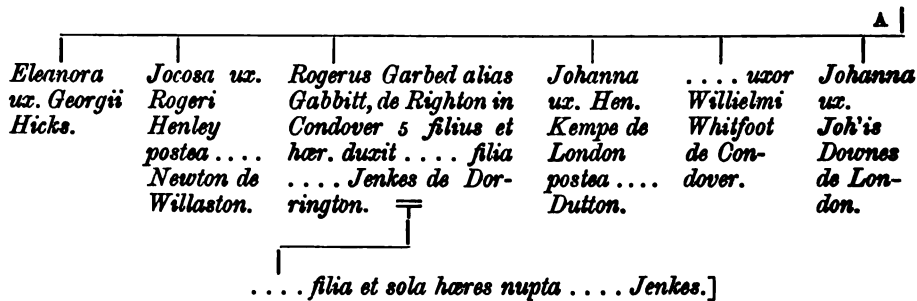 A
Eleanora
ux. Georgii
Hicks.
Jocosa ux.
Rogeri
Henley
postea ....
Newton de
Willaston.
Rogerus Garbed alias
Gabbitt, de Righton in
Condover 5 filius et
hær. duxit .... filia
.... Jenkes de Dor-
rington.
Johanna
ux. Hen.
Kempe de
London
postea ....
Dutton.
.... uxor
Willielmi
Whitfoot
de Con-
dover.
Johanna
ux.
Joh'is
Downes
de Lon-
don.
.... filia et sola hæres nupta .... Jenkes.]